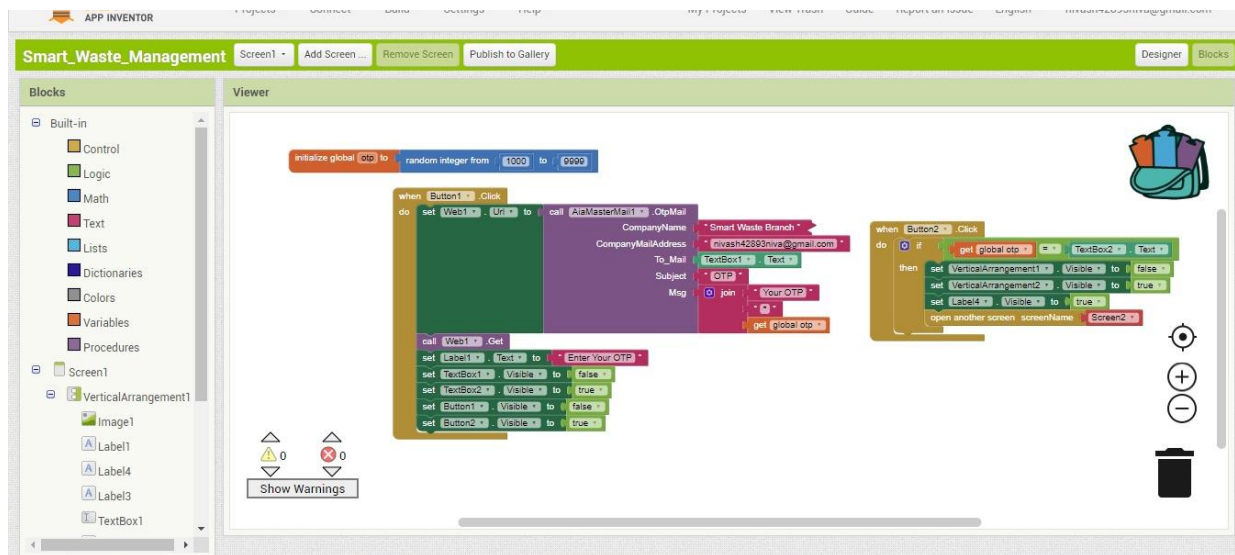 APP INVENTOR
Projects Connect Build Settings Help My Projects View Trash Guide Report an Issue English nivash42893niva@gmail.com
Smart_Waste_Management Screen1 Add Screen ... Remove Screen Publish to Gallery Designer Blocks
Blocks
Viewer
Built-in
Control
Logic
Math
Text
Lists
Dictionaries
Colors
Variables
Procedures
Screen1
VerticalArrangement1
Image1
Label1
Label4
Label3
TextBox1
initialize global otp to random integer from 1000 to 9999
when Button1 .Click
do set Web1 . Url to call AiaMasterMail1 .OtpMail
CompanyName " Smart Waste Branch "
CompanyMailAddress " nivash42893niva@gmail.com "
To_Mail TextBox1 . Text
Subject " OTP "
Msg join " Your OTP "
" "
get global otp
call Web1 .Get
set Label1 . Text to " Enter Your OTP "
set TextBox1 . Visible to false
set TextBox2 . Visible to true
set Button1 . Visible to false
set Button2 . Visible to true
when Button2 .Click
do if get global otp = TextBox2 . Text
then set VerticalArrangement1 . Visible to false
set VerticalArrangement2 . Visible to true
set Label4 . Visible to true
open another screen screenName Screen2
0 0
Show Warnings